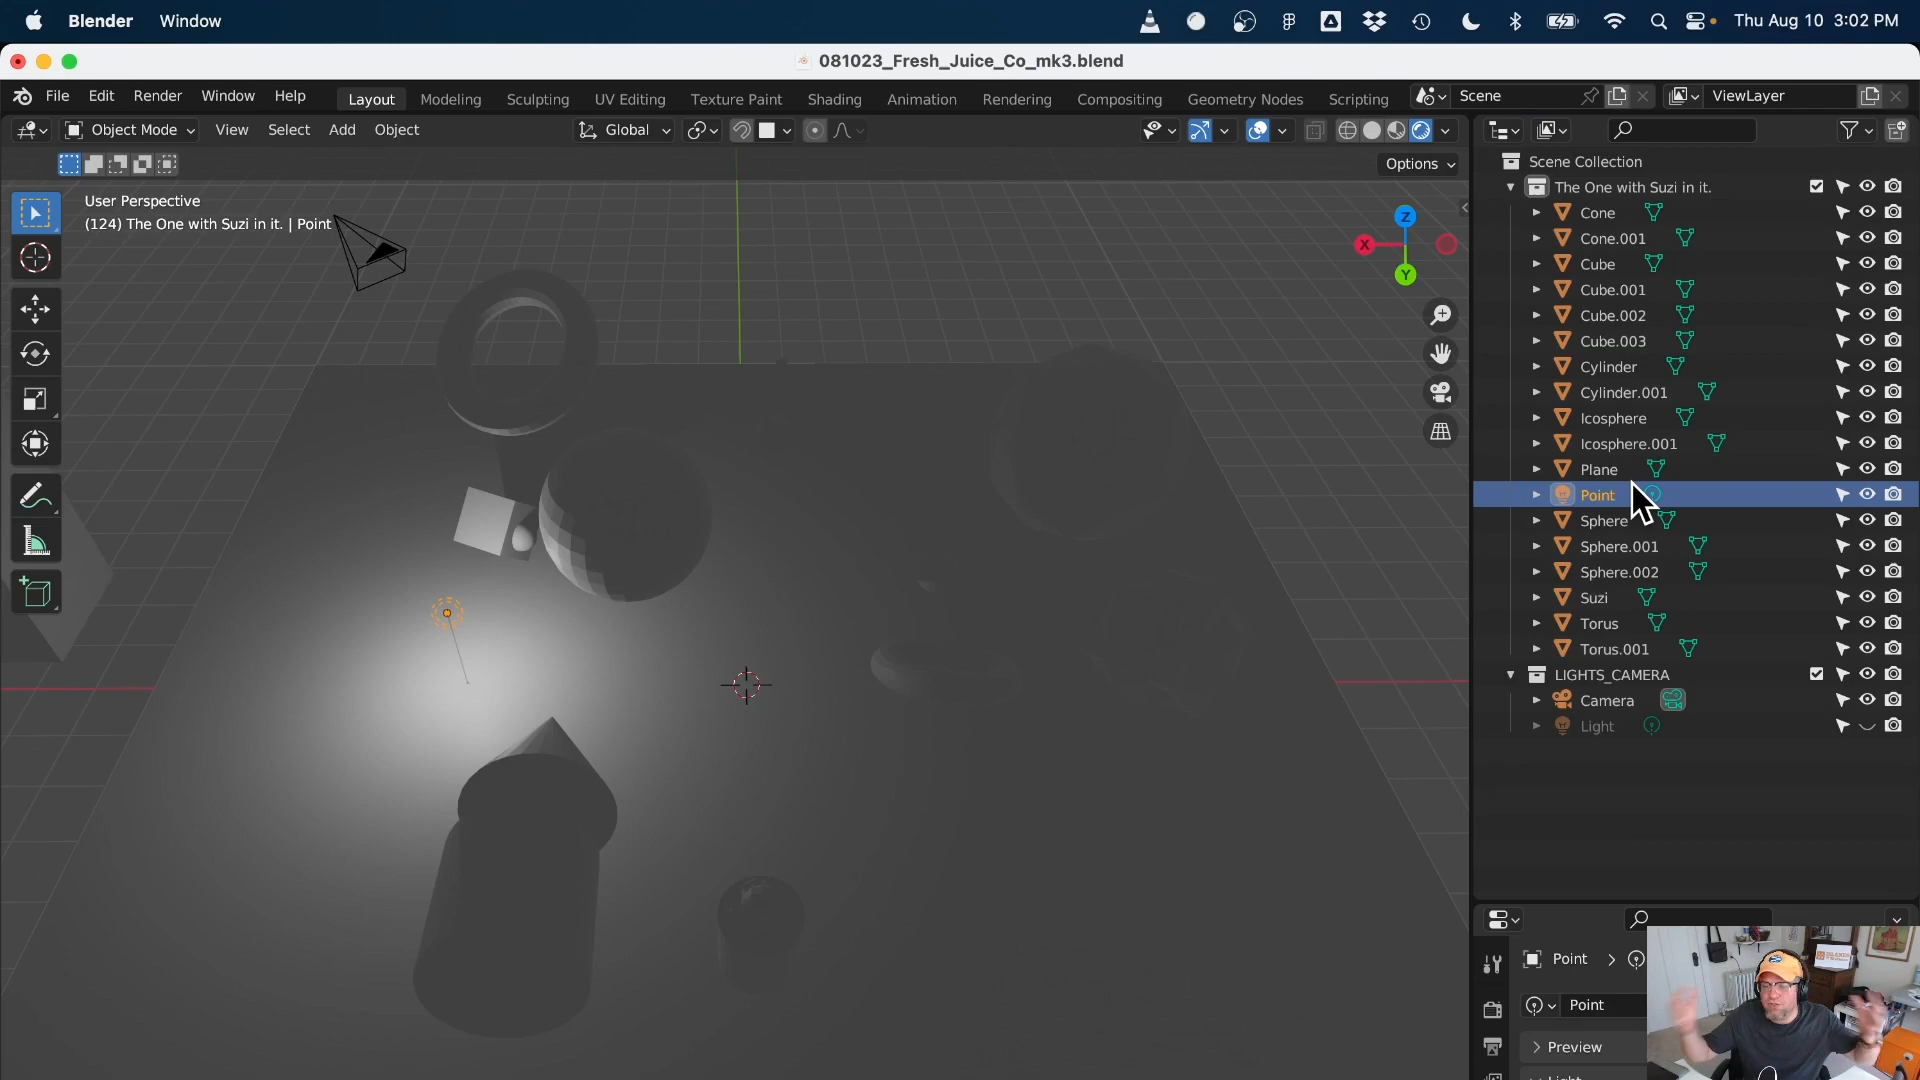 Blender Window Thu Aug 10 3:02 PM
081023_Fresh_Juice_Co_mk3.blend
File Edit Render Window Help Layout Modeling Sculpting UV Editing Texture Paint Shading Animation Rendering Compositing Geometry Nodes Scripting Scene ViewLayer
Object Mode View Select Add Object Global
Options
User Perspective
(124) The One with Suzi in it. | Point
Z
X
Y
Scene Collection
The One with Suzi in it.
Cone
Cone.001
Cube
Cube.001
Cube.002
Cube.003
Cylinder
Cylinder.001
Icosphere
Icosphere.001
Plane
Point
Sphere
Sphere.001
Sphere.002
Suzi
Torus
Torus.001
LIGHTS_CAMERA
Camera
Light
Point
Point
Preview